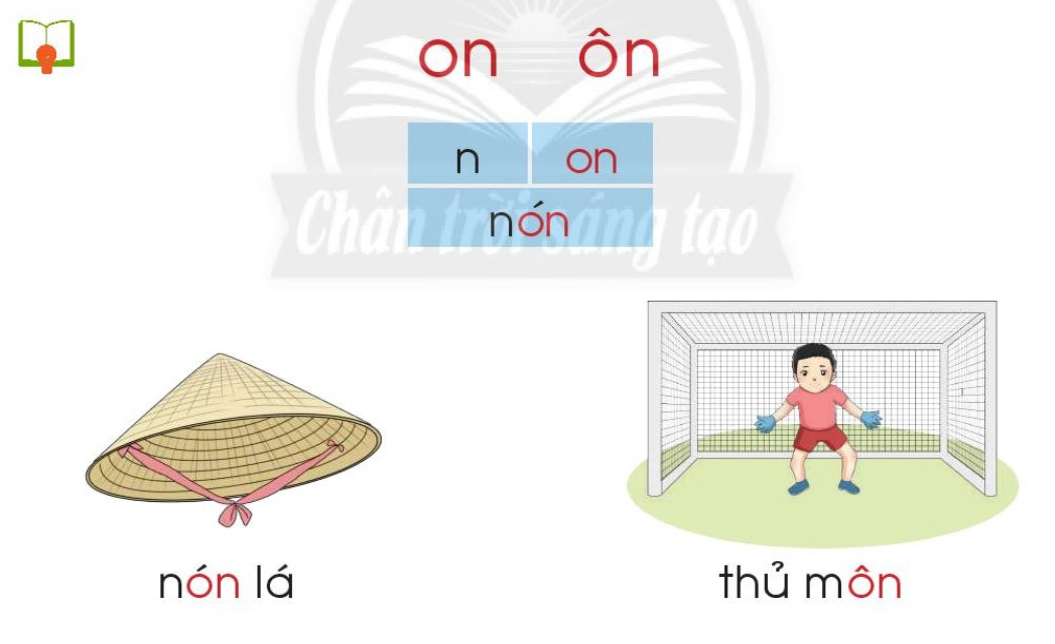 on ôn
n on
nón
Chân trời sáng tạo
nón lá
thủ môn